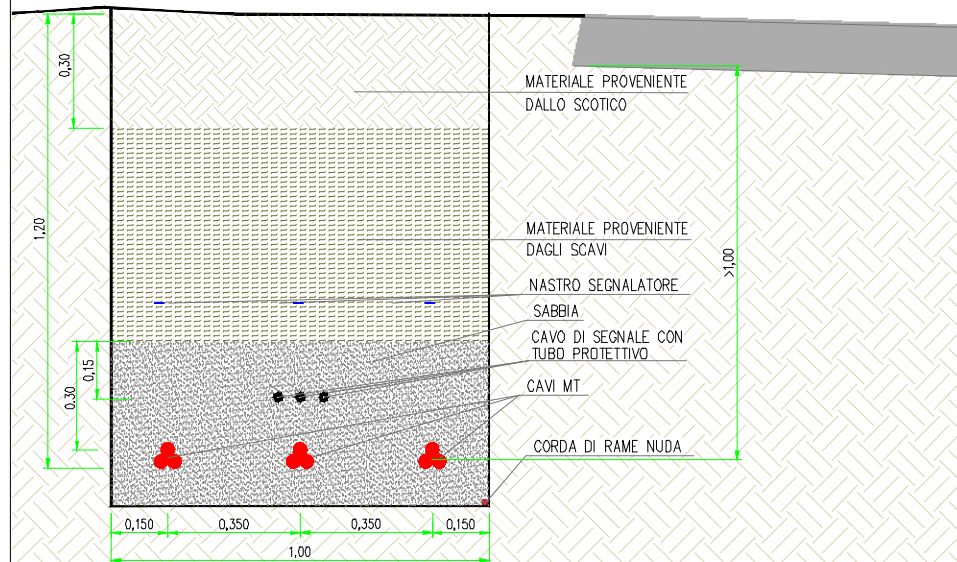 0,30
MATERIALE PROVENIENTE
DALLO SCOTICO
1,20
MATERIALE PROVENIENTE
DAGLI SCAVI
>1,00
NASTRO SEGNALATORE
SABBIA
CAVO DI SEGNALE CON
TUBO PROTETTIVO
0,15
0.30
CAVI MT
CORDA DI RAME NUDA
0,150 0,350 0,350 0,150
1,00